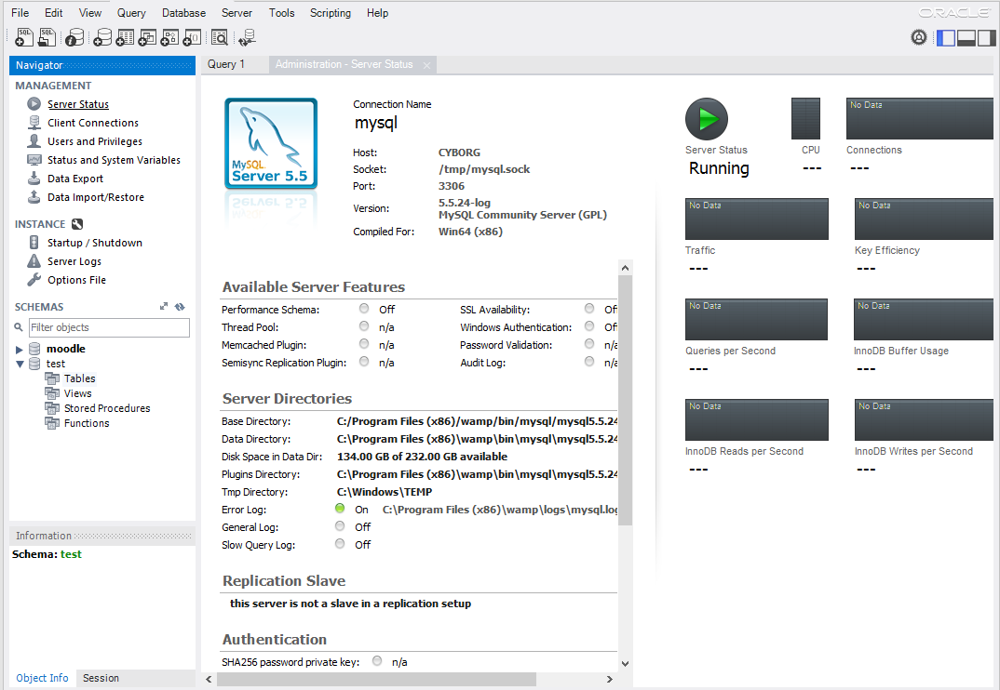 File Edit View Query Database Server Tools Scripting Help
ORACLE
SQL SQL
Navigator
Query 1 Administration - Server Status
MANAGEMENT
Server Status
Client Connections
Users and Privileges
Status and System Variables
Data Export
Data Import/Restore
INSTANCE
Startup / Shutdown
Server Logs
Options File
SCHEMAS
Filter objects
moodle
test
Tables
Views
Stored Procedures
Functions
Information
Schema: test
Object Info Session
MySQL
Server 5.5
Connection Name
mysql
Host: CYBORG
Socket: /tmp/mysql.sock
Port: 3306
Version: 5.5.24-log
MySQL Community Server (GPL)
Compiled For: Win64 (x86)
Available Server Features
Performance Schema: Off SSL Availability: Of
Thread Pool: n/a Windows Authentication: Of
Memcached Plugin: n/a Password Validation: n/a
Semisync Replication Plugin: n/a Audit Log: n/a
Server Directories
Base Directory: C:/Program Files (x86)/wamp/bin/mysql/mysql5.5.24
Data Directory: C:\Program Files (x86)\wamp\bin\mysql\mysql5.5.24
Disk Space in Data Dir: 134.00 GB of 232.00 GB available
Plugins Directory: C:\Program Files (x86)\wamp\bin\mysql\mysql5.5.24
Tmp Directory: C:\Windows\TEMP
Error Log: On C:\Program Files (x86)\wamp\logs\mysql.log
General Log: Off
Slow Query Log: Off
Replication Slave
this server is not a slave in a replication setup
Authentication
SHA256 password private key: n/a
Server Status
Running
CPU
---
No Data
Connections
---
No Data
Traffic
---
No Data
Key Efficiency
---
No Data
Queries per Second
---
No Data
InnoDB Buffer Usage
---
No Data
InnoDB Reads per Second
---
No Data
InnoDB Writes per Second
---